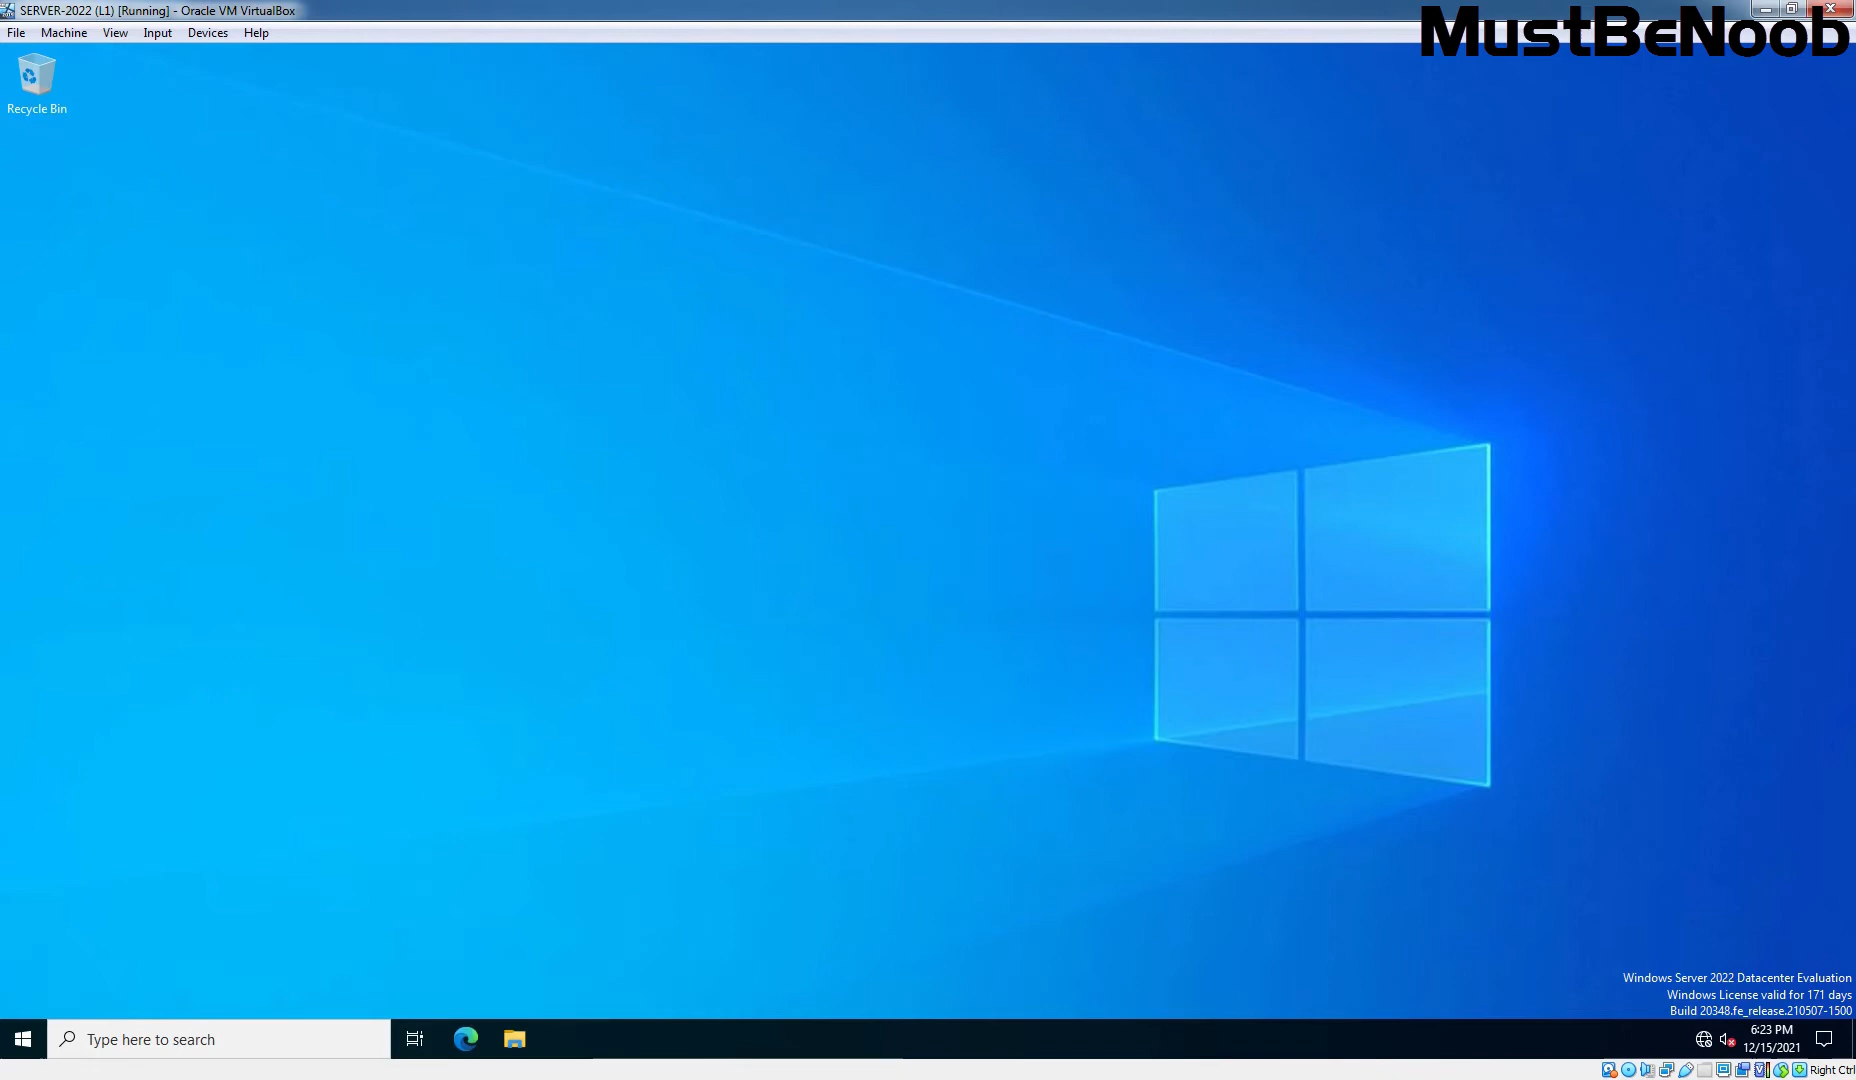 SERVER-2022 (L1) [Running] - Oracle VM VirtualBox
MustBeNoob
File Machine View Input Devices Help
Recycle Bin
Windows Server 2022 Datacenter Evaluation
Windows License valid for 171 days
Build 20348.fe_release.210507-1500
Type here to search
6:23 PM
12/15/2021
Right Ctrl